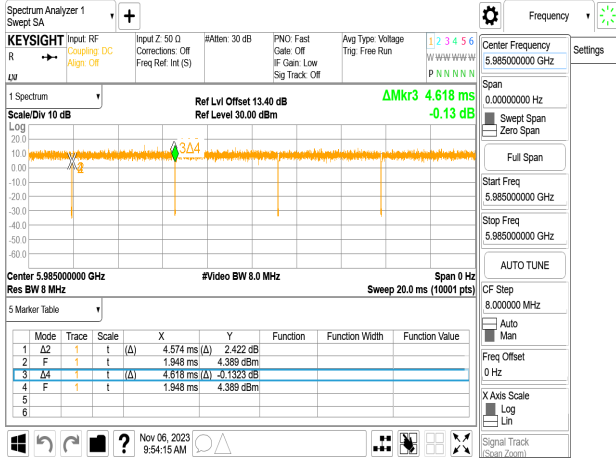 Spectrum Analyzer 1
Swept SA
Frequency
Settings
KEYSIGHT
R
Input: RF
Coupling: DC
Align: Off
Input Z: 50 Ω
Corrections: Off
Freq Ref: Int (S)
#Atten: 30 dB
PNO: Fast
Gate: Off
IF Gain: Low
Sig Track: Off
Avg Type: Voltage
Trig: Free Run
1 2 3 4 5 6
W W W W W W
P N N N N N
LXI
1 Spectrum
Scale/Div 10 dB
Log
Ref Lvl Offset 13.40 dB
Ref Level 30.00 dBm
ΔMkr3 4.618 ms
-0.13 dB
20.0
10.0
0.00
-10.0
-20.0
-30.0
-40.0
-50.0
-60.0
3Δ4
2
Center 5.985000000 GHz
Res BW 8 MHz
#Video BW 8.0 MHz
Span 0 Hz
Sweep 20.0 ms (10001 pts)
5 Marker Table
Mode Trace Scale X Y Function Function Width Function Value
1 Δ2 1 t (Δ) 4.574 ms (Δ) 2.422 dB
2 F 1 t 1.948 ms 4.389 dBm
3 Δ4 1 t (Δ) 4.618 ms (Δ) -0.1323 dB
4 F 1 t 1.948 ms 4.389 dBm
5
6
Nov 06, 2023
9:54:15 AM
Center Frequency
5.985000000 GHz
Span
0.00000000 Hz
Swept Span
Zero Span
Full Span
Start Freq
5.985000000 GHz
Stop Freq
5.985000000 GHz
AUTO TUNE
CF Step
8.000000 MHz
Auto
Man
Freq Offset
0 Hz
X Axis Scale
Log
Lin
Signal Track
(Span Zoom)